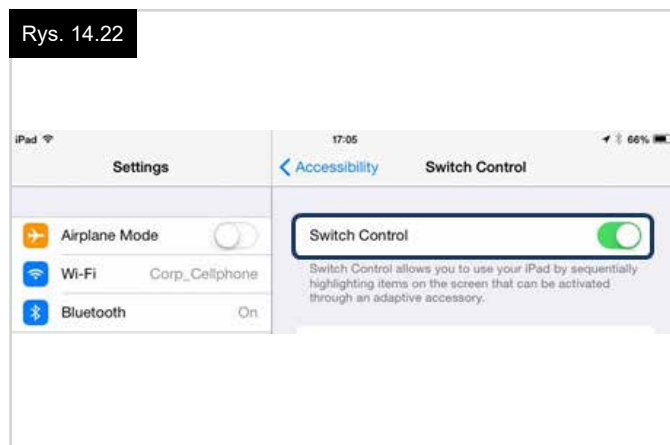 Rys. 14.22
iPad 17:05 66%
Settings
Accessibility Switch Control
Airplane Mode
Wi-Fi Corp_Cellphone
Bluetooth On
Switch Control
Switch Control allows you to use your iPad by sequentially
highlighting items on the screen that can be activated
through an adaptive accessory.